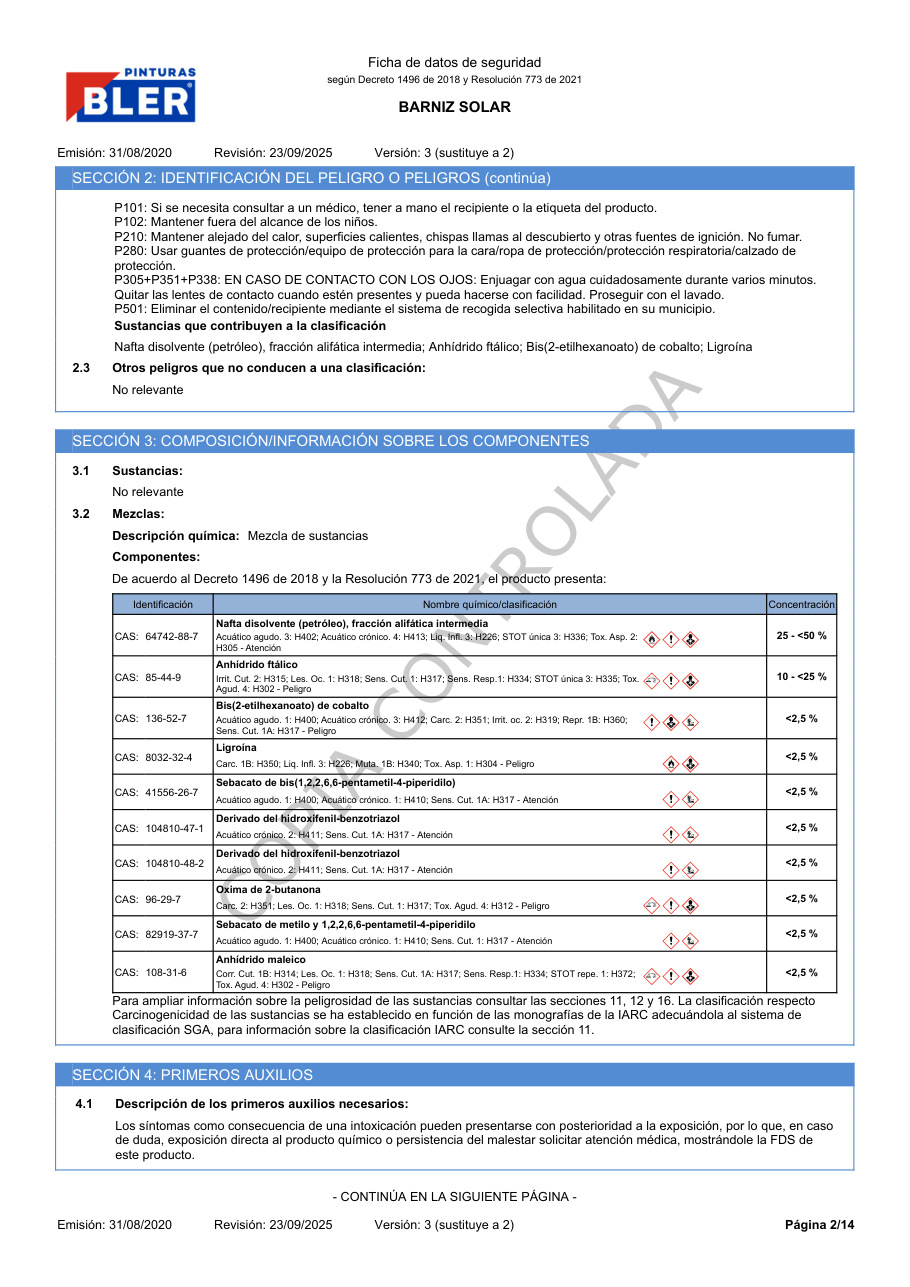 PINTURAS
BLER
Ficha de datos de seguridad
según Decreto 1496 de 2018 y Resolución 773 de 2021
BARNIZ SOLAR
Emisión: 31/08/2020 Revisión: 23/09/2025 Versión: 3 (sustituye a 2)
SECCIÓN 2: IDENTIFICACIÓN DEL PELIGRO O PELIGROS (continúa)
P101: Si se necesita consultar a un médico, tener a mano el recipiente o la etiqueta del producto.
P102: Mantener fuera del alcance de los niños.
P210: Mantener alejado del calor, superficies calientes, chispas llamas al descubierto y otras fuentes de ignición. No fumar.
P280: Usar guantes de protección/equipo de protección para la cara/ropa de protección/protección respiratoria/calzado de
protección.
P305+P351+P338: EN CASO DE CONTACTO CON LOS OJOS: Enjuagar con agua cuidadosamente durante varios minutos.
Quitar las lentes de contacto cuando estén presentes y pueda hacerse con facilidad. Proseguir con el lavado.
P501: Eliminar el contenido/recipiente mediante el sistema de recogida selectiva habilitado en su municipio.
Sustancias que contribuyen a la clasificación
Nafta disolvente (petróleo), fracción alifática intermedia; Anhídrido ftálico; Bis(2-etilhexanoato) de cobalto; Ligroína
2.3 Otros peligros que no conducen a una clasificación:
No relevante
SECCIÓN 3: COMPOSICIÓN/INFORMACIÓN SOBRE LOS COMPONENTES
3.1 Sustancias:
No relevante
3.2 Mezclas:
Descripción química: Mezcla de sustancias
Componentes:
De acuerdo al Decreto 1496 de 2018 y la Resolución 773 de 2021, el producto presenta:
Identificación Nombre químico/clasificación Concentración
Nafta disolvente (petróleo), fracción alifática intermedia
CAS: 64742-88-7 Acuático agudo. 3: H402; Acuático crónico. 4: H413; Liq. Infl. 3: H226; STOT única 3: H336; Tox. Asp. 2: 25 - <50 %
H305 - Atención
Anhídrido ftálico
CAS: 85-44-9 Irrit. Cut. 2: H315; Les. Oc. 1: H318; Sens. Cut. 1: H317; Sens. Resp.1: H334; STOT única 3: H335; Tox. 10 - <25 %
Agud. 4: H302 - Peligro
Bis(2-etilhexanoato) de cobalto
CAS: 136-52-7 Acuático agudo. 1: H400; Acuático crónico. 3: H412; Carc. 2: H351; Irrit. oc. 2: H319; Repr. 1B: H360; <2,5 %
Sens. Cut. 1A: H317 - Peligro
Ligroína
CAS: 8032-32-4 Carc. 1B: H350; Liq. Infl. 3: H226; Muta. 1B: H340; Tox. Asp. 1: H304 - Peligro <2,5 %
Sebacato de bis(1,2,2,6,6-pentametil-4-piperidilo)
CAS: 41556-26-7 Acuático agudo. 1: H400; Acuático crónico. 1: H410; Sens. Cut. 1A: H317 - Atención <2,5 %
Derivado del hidroxifenil-benzotriazol
CAS: 104810-47-1 Acuático crónico. 2: H411; Sens. Cut. 1A: H317 - Atención <2,5 %
Derivado del hidroxifenil-benzotriazol
CAS: 104810-48-2 Acuático crónico. 2: H411; Sens. Cut. 1A: H317 - Atención <2,5 %
Oxima de 2-butanona
CAS: 96-29-7 Carc. 2: H351; Les. Oc. 1: H318; Sens. Cut. 1: H317; Tox. Agud. 4: H312 - Peligro <2,5 %
Sebacato de metilo y 1,2,2,6,6-pentametil-4-piperidilo
CAS: 82919-37-7 Acuático agudo. 1: H400; Acuático crónico. 1: H410; Sens. Cut. 1: H317 - Atención <2,5 %
Anhídrido maleico
CAS: 108-31-6 Corr. Cut. 1B: H314; Les. Oc. 1: H318; Sens. Cut. 1A: H317; Sens. Resp.1: H334; STOT repe. 1: H372; <2,5 %
Tox. Agud. 4: H302 - Peligro
Para ampliar información sobre la peligrosidad de las sustancias consultar las secciones 11, 12 y 16. La clasificación respecto
Carcinogenicidad de las sustancias se ha establecido en función de las monografías de la IARC adecuándola al sistema de
clasificación SGA, para información sobre la clasificación IARC consulte la sección 11.
COPIA CONTROLADA
SECCIÓN 4: PRIMEROS AUXILIOS
4.1 Descripción de los primeros auxilios necesarios:
Los síntomas como consecuencia de una intoxicación pueden presentarse con posterioridad a la exposición, por lo que, en caso
de duda, exposición directa al producto químico o persistencia del malestar solicitar atención médica, mostrándole la FDS de
este producto.
- CONTINÚA EN LA SIGUIENTE PÁGINA -
Emisión: 31/08/2020 Revisión: 23/09/2025 Versión: 3 (sustituye a 2) Página 2/14